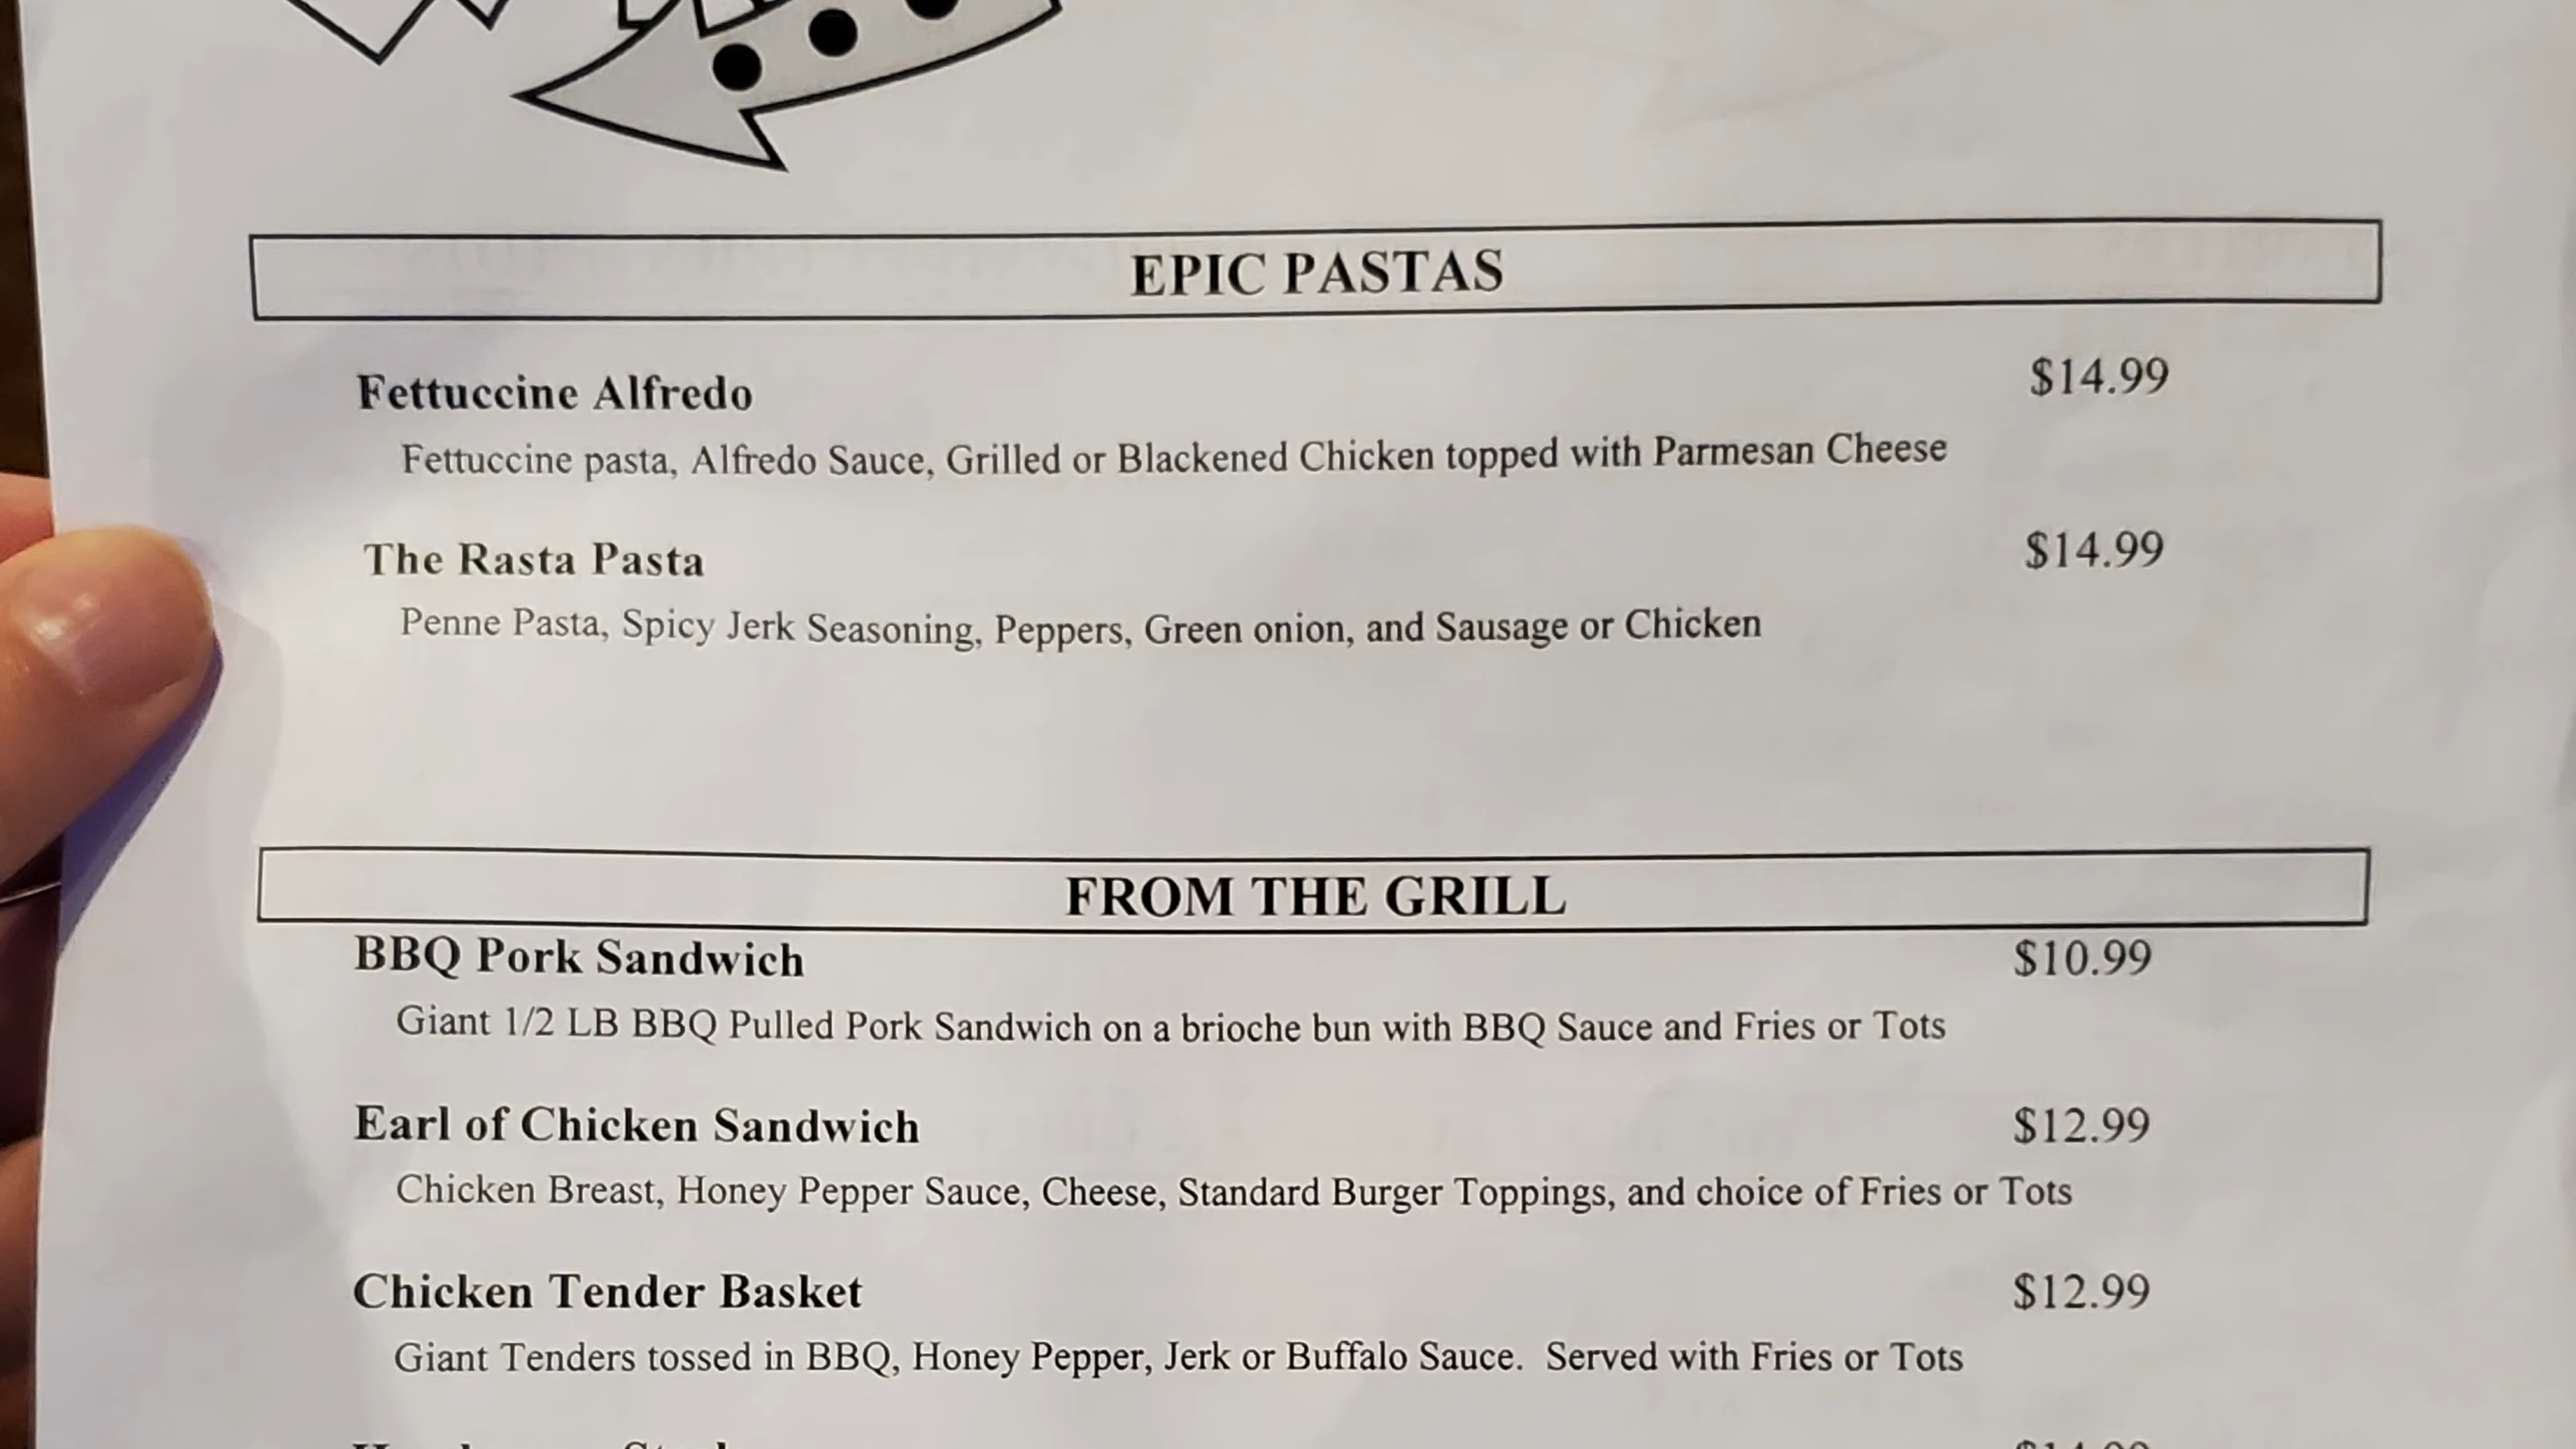 EPIC PASTAS
Fettuccine Alfredo $14.99
Fettuccine pasta, Alfredo Sauce, Grilled or Blackened Chicken topped with Parmesan Cheese
The Rasta Pasta $14.99
Penne Pasta, Spicy Jerk Seasoning, Peppers, Green onion, and Sausage or Chicken
FROM THE GRILL
BBQ Pork Sandwich $10.99
Giant 1/2 LB BBQ Pulled Pork Sandwich on a brioche bun with BBQ Sauce and Fries or Tots
Earl of Chicken Sandwich $12.99
Chicken Breast, Honey Pepper Sauce, Cheese, Standard Burger Toppings, and choice of Fries or Tots
Chicken Tender Basket $12.99
Giant Tenders tossed in BBQ, Honey Pepper, Jerk or Buffalo Sauce. Served with Fries or Tots